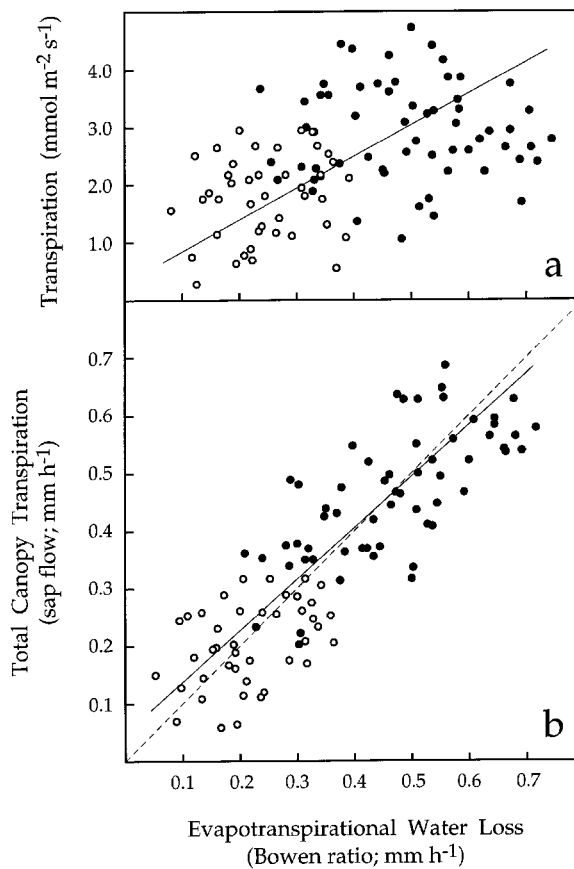 Transpiration (mmol m-2 s-1)
4.0
3.0
2.0
1.0
a
Total Canopy Transpiration
(sap flow; mm h-1)
0.7
0.6
0.5
0.4
0.3
0.2
0.1
b
0.1 0.2 0.3 0.4 0.5 0.6 0.7
Evapotranspirational Water Loss
(Bowen ratio; mm h-1)